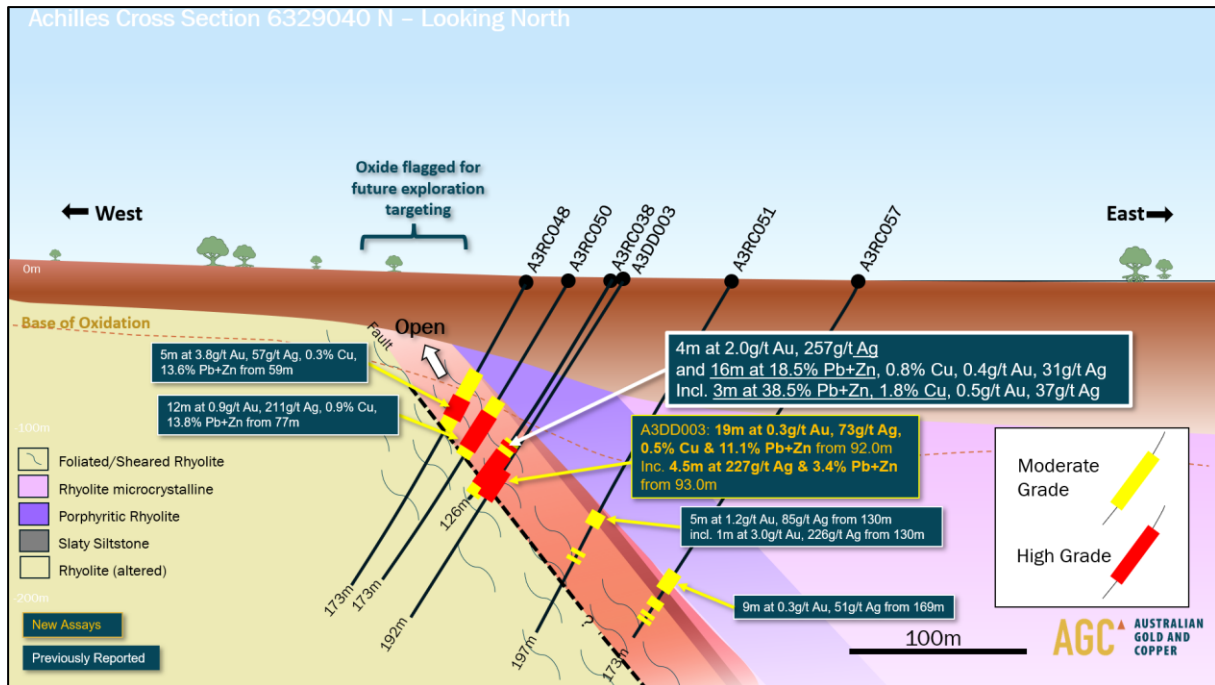 Achilles Cross Section 6329040 N – Looking North
Oxide flagged for
future exploration
targeting
West
East
A3RC048
A3RC050
A3RC038
A3DD003
A3RC051
A3RC057
0m
Base of Oxidation
Fault
Open
5m at 3.8g/t Au, 57g/t Ag, 0.3% Cu,
13.6% Pb+Zn from 59m
12m at 0.9g/t Au, 211g/t Ag, 0.9% Cu,
13.8% Pb+Zn from 77m
4m at 2.0g/t Au, 257g/t Ag
and 16m at 18.5% Pb+Zn, 0.8% Cu, 0.4g/t Au, 31g/t Ag
Incl. 3m at 38.5% Pb+Zn, 1.8% Cu, 0.5g/t Au, 37g/t Ag
A3DD003: 19m at 0.3g/t Au, 73g/t Ag,
0.5% Cu & 11.1% Pb+Zn from 92.0m
Inc. 4.5m at 227g/t Ag & 3.4% Pb+Zn
from 93.0m
5m at 1.2g/t Au, 85g/t Ag from 130m
incl. 1m at 3.0g/t Au, 226g/t Ag from 130m
9m at 0.3g/t Au, 51g/t Ag from 169m
-100m
Foliated/Sheared Rhyolite
Rhyolite microcrystalline
Porphyritic Rhyolite
Slaty Siltstone
Rhyolite (altered)
-200m
New Assays
Previously Reported
126m
173m
173m
192m
197m
173m
?
Moderate
Grade
High Grade
100m
AGC
AUSTRALIAN
GOLD AND
COPPER